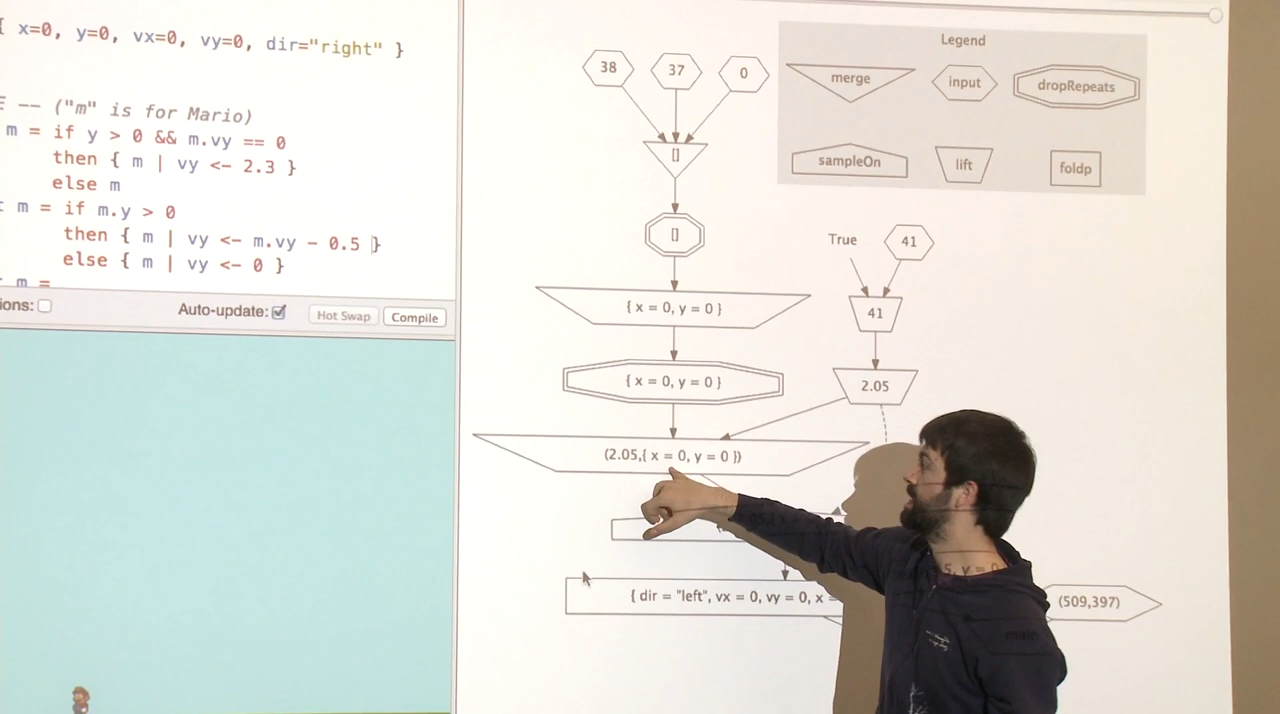 { x=0, y=0, vx=0, vy=0, dir="right" }
-- ("m" is for Mario)
m = if y > 0 && m.vy == 0
then { m | vy <- 2.3 }
else m
m = if m.y > 0
then { m | vy <- m.vy - 0.5 }
else { m | vy <- 0 }
m =
Auto-update:
Hot Swap
Compile
Legend
merge
input
dropRepeats
sampleOn
lift
foldp
38
37
0
[]
[]
True
41
{ x = 0, y = 0 }
41
{ x = 0, y = 0 }
2.05
(2.05,{ x = 0, y = 0 })
{ dir = "left", vx = 0, vy = 0, x =
(509,397)
main